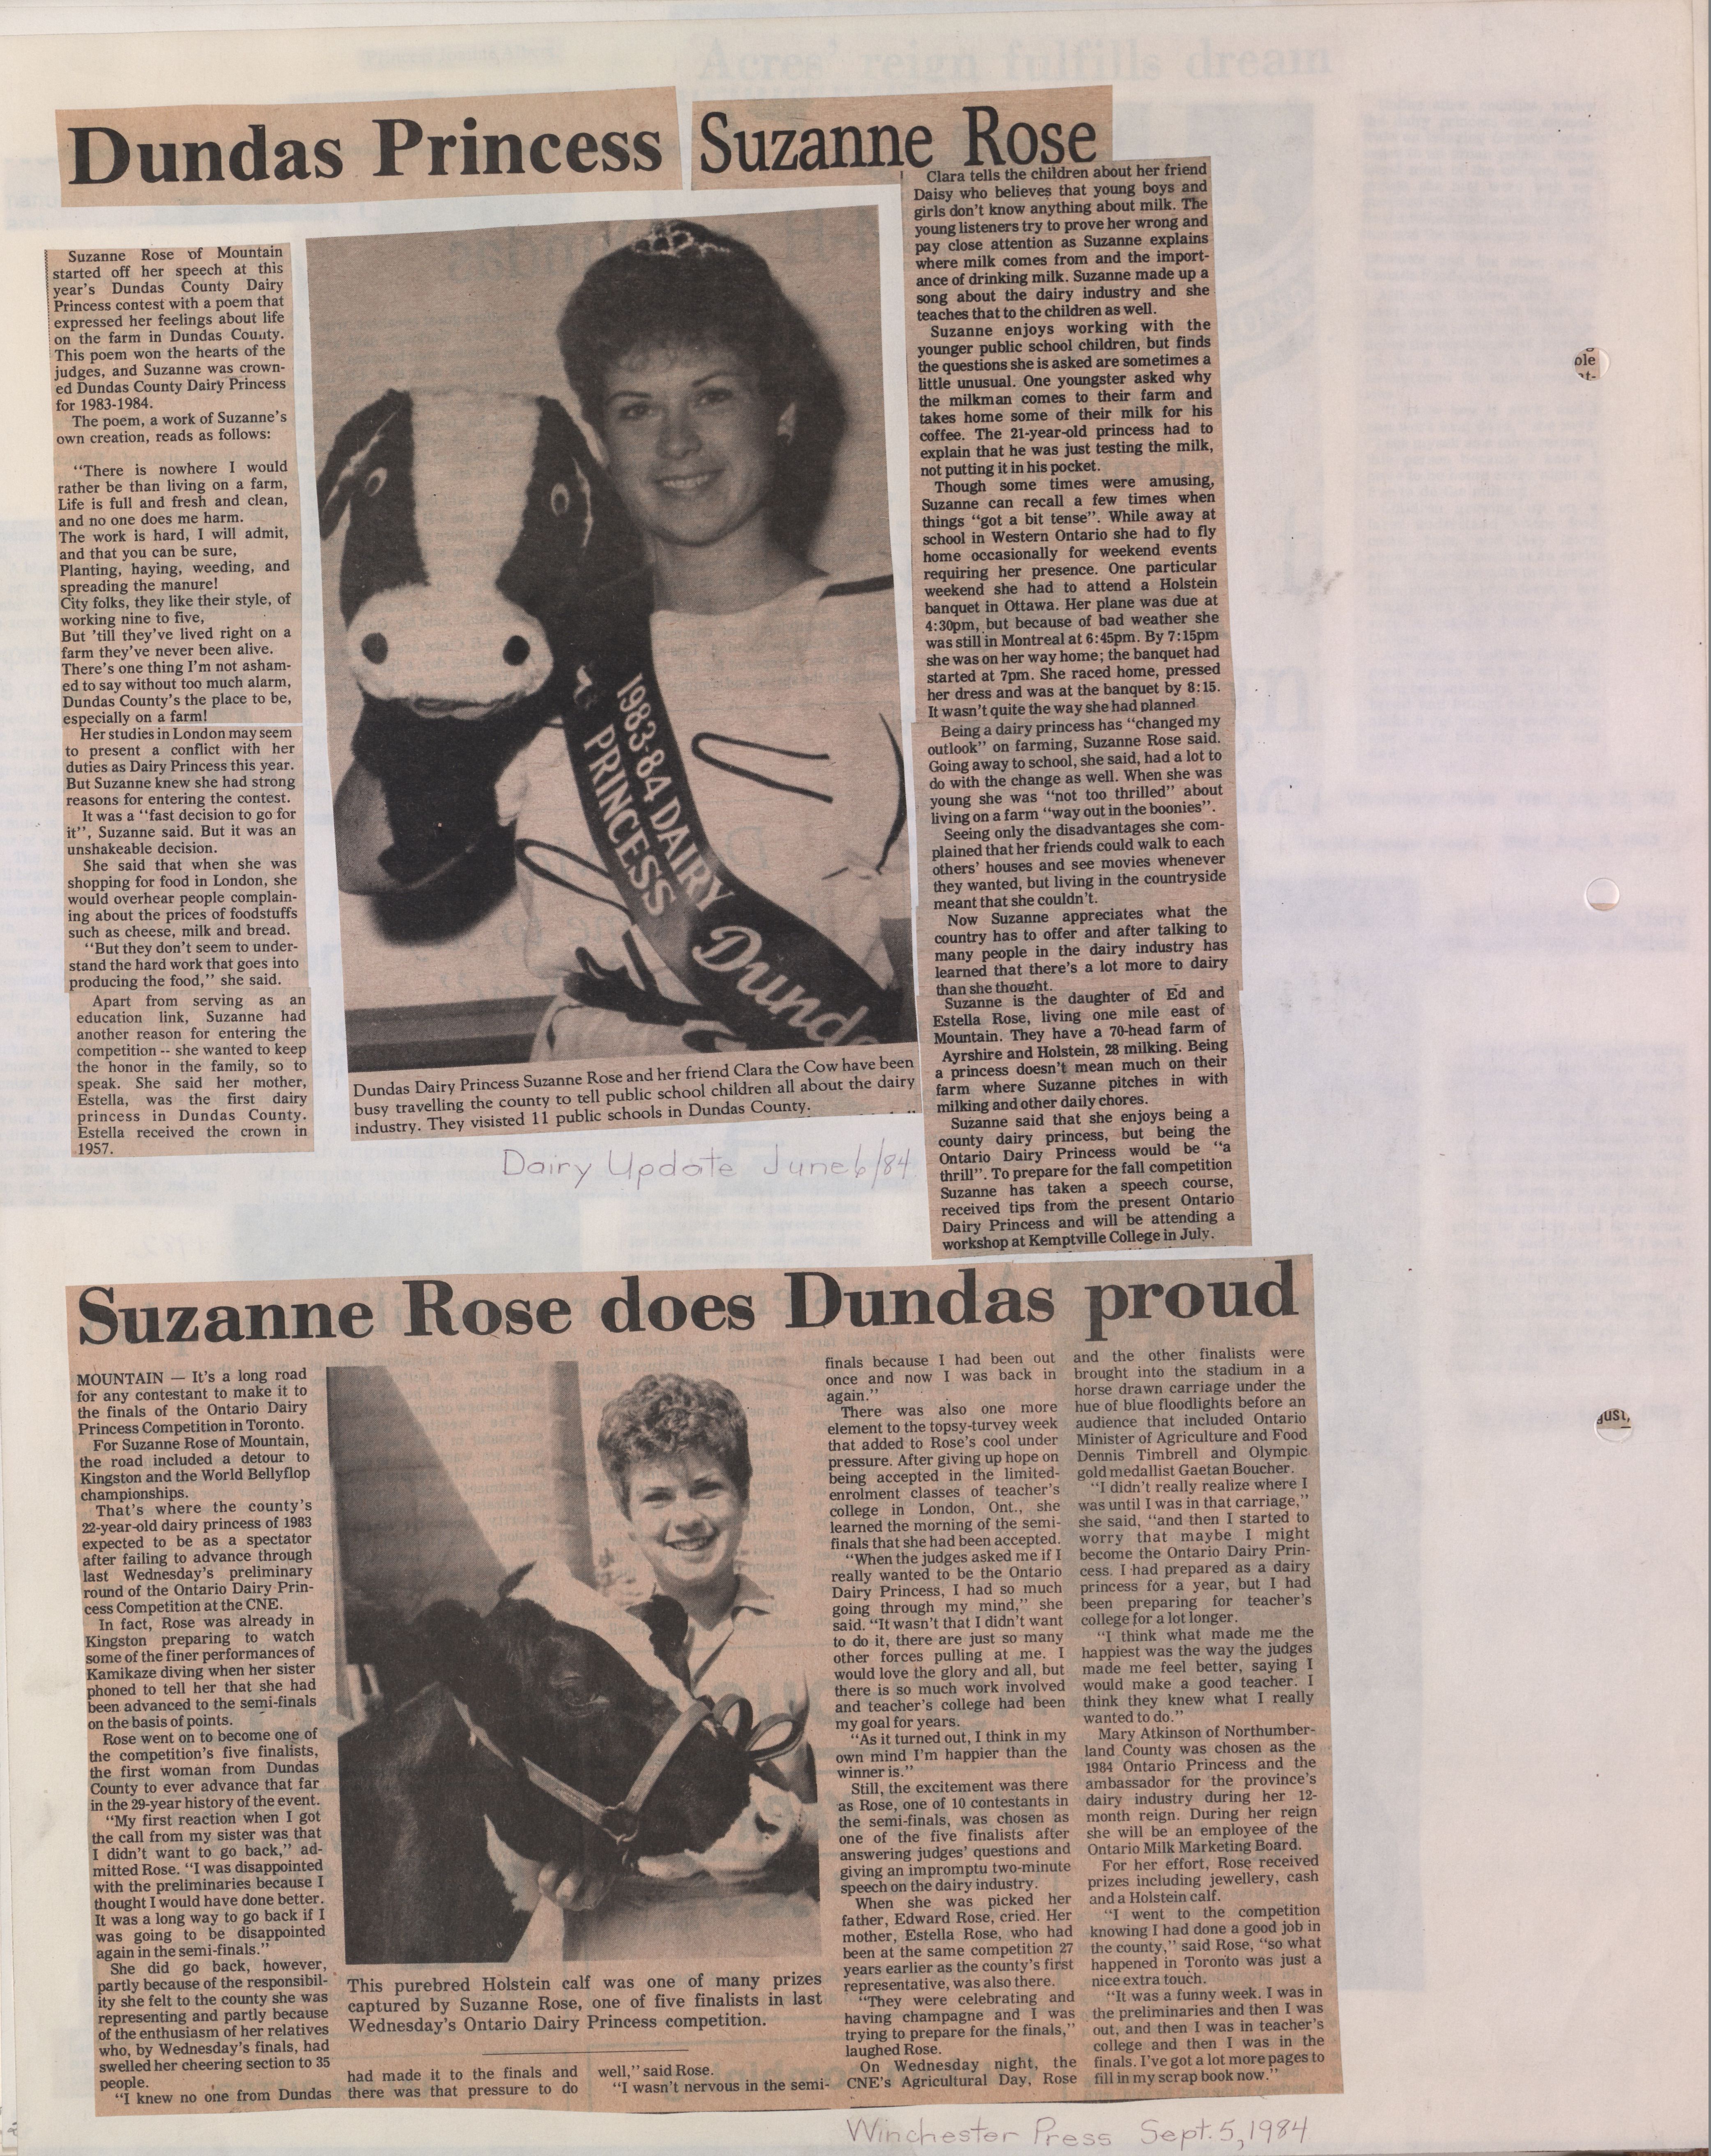 Dundas Princess Suzanne Rose
Suzanne Rose of Mountain
started off her speech at this
year's Dundas County Dairy
Princess contest with a poem that
expressed her feelings about life
on the farm in Dundas County.
This poem won the hearts of the
judges, and Suzanne was crown-
ed Dundas County Dairy Princess
for 1983-1984.
The poem, a work of Suzanne's
own creation, reads as follows:
"There is nowhere I would
rather be than living on a farm,
Life is full and fresh and clean,
and no one does me harm.
The work is hard, I will admit,
and that you can be sure,
Planting, haying, weeding, and
spreading the manure!
City folks, they like their style, of
working nine to five,
But 'till they've lived right on a
farm they've never been alive.
There's one thing I'm not asham-
ed to say without too much alarm,
Dundas County's the place to be,
especially on a farm!
Her studies in London may seem
to present a conflict with her
duties as Dairy Princess this year.
But Suzanne knew she had strong
reasons for entering the contest.
It was a "fast decision to go for
it", Suzanne said. But it was an
unshakeable decision.
She said that when she was
shopping for food in London, she
would overhear people complain-
ing about the prices of foodstuffs
such as cheese, milk and bread.
"But they don't seem to under-
stand the hard work that goes into
producing the food," she said.
Apart from serving as an
education link, Suzanne had
another reason for entering the
competition -- she wanted to keep
the honor in the family, so to
speak. She said her mother,
Estella, was the first dairy
princess in Dundas County.
Estella received the crown in
1957.
1983-84 DAIRY
PRINCESS
Dund
Dundas Dairy Princess Suzanne Rose and her friend Clara the Cow have been
busy travelling the county to tell public school children all about the dairy
industry. They visisted 11 public schools in Dundas County.
Dairy Update June 6/84
Clara tells the children about her friend
Daisy who believes that young boys and
girls don't know anything about milk. The
young listeners try to prove her wrong and
pay close attention as Suzanne explains
where milk comes from and the import-
ance of drinking milk. Suzanne made up a
song about the dairy industry and she
teaches that to the children as well.
Suzanne enjoys working with the
younger public school children, but finds
the questions she is asked are sometimes a
little unusual. One youngster asked why
the milkman comes to their farm and
takes home some of their milk for his
coffee. The 21-year-old princess had to
explain that he was just testing the milk,
not putting it in his pocket.
Though some times were amusing,
Suzanne can recall a few times when
things "got a bit tense". While away at
school in Western Ontario she had to fly
home occasionally for weekend events
requiring her presence. One particular
weekend she had to attend a Holstein
banquet in Ottawa. Her plane was due at
4:30pm, but because of bad weather she
was still in Montreal at 6:45pm. By 7:15pm
she was on her way home; the banquet had
started at 7pm. She raced home, pressed
her dress and was at the banquet by 8:15.
It wasn't quite the way she had planned
Being a dairy princess has "changed my
outlook" on farming, Suzanne Rose said.
Going away to school, she said, had a lot to
do with the change as well. When she was
young she was "not too thrilled" about
living on a farm "way out in the boonies".
Seeing only the disadvantages she com-
plained that her friends could walk to each
others' houses and see movies whenever
they wanted, but living in the countryside
meant that she couldn't.
Now Suzanne appreciates what the
country has to offer and after talking to
many people in the dairy industry has
learned that there's a lot more to dairy
than she thought.
Suzanne is the daughter of Ed and
Estella Rose, living one mile east of
Mountain. They have a 70-head farm of
Ayrshire and Holstein, 28 milking. Being
a princess doesn't mean much on their
farm where Suzanne pitches in with
milking and other daily chores.
Suzanne said that she enjoys being a
county dairy princess, but being the
Ontario Dairy Princess would be "a
thrill". To prepare for the fall competition
Suzanne has taken a speech course,
received tips from the present Ontario
Dairy Princess and will be attending a
workshop at Kemptville College in July.
Suzanne Rose does Dundas proud
MOUNTAIN — It's a long road
for any contestant to make it to
the finals of the Ontario Dairy
Princess Competition in Toronto.
For Suzanne Rose of Mountain,
the road included a detour to
Kingston and the World Bellyflop
championships.
That's where the county's
22-year-old dairy princess of 1983
expected to be as a spectator
after failing to advance through
last Wednesday's preliminary
round of the Ontario Dairy Prin-
cess Competition at the CNE.
In fact, Rose was already in
Kingston preparing to watch
some of the finer performances of
Kamikaze diving when her sister
phoned to tell her that she had
been advanced to the semi-finals
on the basis of points.
Rose went on to become one of
the competition's five finalists,
the first woman from Dundas
County to ever advance that far
in the 29-year history of the event.
"My first reaction when I got
the call from my sister was that
I didn't want to go back," ad-
mitted Rose. "I was disappointed
with the preliminaries because I
thought I would have done better.
It was a long way to go back if I
was going to be disappointed
again in the semi-finals."
She did go back, however,
partly because of the responsibil-
ity she felt to the county she was
representing and partly because
of the enthusiasm of her relatives
who, by Wednesday's finals, had
swelled her cheering section to 35
people.
"I knew no one from Dundas
This purebred Holstein calf was one of many prizes
captured by Suzanne Rose, one of five finalists in last
Wednesday's Ontario Dairy Princess competition.
had made it to the finals and
there was that pressure to do
well," said Rose.
"I wasn't nervous in the semi-
finals because I had been out
once and now I was back in
again."
There was also one more
element to the topsy-turvey week
that added to Rose's cool under
pressure. After giving up hope on
being accepted in the limited-
enrolment classes of teacher's
college in London, Ont., she
learned the morning of the semi-
finals that she had been accepted.
"When the judges asked me if I
really wanted to be the Ontario
Dairy Princess, I had so much
going through my mind," she
said. "It wasn't that I didn't want
to do it, there are just so many
other forces pulling at me. I
would love the glory and all, but
there is so much work involved
and teacher's college had been
my goal for years.
"As it turned out, I think in my
own mind I'm happier than the
winner is."
Still, the excitement was there
as Rose, one of 10 contestants in
the semi-finals, was chosen as
one of the five finalists after
answering judges' questions and
giving an impromptu two-minute
speech on the dairy industry.
When she was picked her
father, Edward Rose, cried. Her
mother, Estella Rose, who had
been at the same competition 27
years earlier as the county's first
representative, was also there.
"They were celebrating and
having champagne and I was
trying to prepare for the finals,"
laughed Rose.
On Wednesday night, the
CNE's Agricultural Day, Rose
and the other finalists were
brought into the stadium in a
horse drawn carriage under the
hue of blue floodlights before an
audience that included Ontario
Minister of Agriculture and Food
Dennis Timbrell and Olympic
gold medallist Gaetan Boucher.
"I didn't really realize where I
was until I was in that carriage,"
she said, "and then I started to
worry that maybe I might
become the Ontario Dairy Prin-
cess. I had prepared as a dairy
princess for a year, but I had
been preparing for teacher's
college for a lot longer.
"I think what made me the
happiest was the way the judges
made me feel better, saying I
would make a good teacher. I
think they knew what I really
wanted to do."
Mary Atkinson of Northumber-
land County was chosen as the
1984 Ontario Princess and the
ambassador for the province's
dairy industry during her 12-
month reign. During her reign
she will be an employee of the
Ontario Milk Marketing Board.
For her effort, Rose received
prizes including jewellery, cash
and a Holstein calf.
"I went to the competition
knowing I had done a good job in
the county," said Rose, "so what
happened in Toronto was just a
nice extra touch.
"It was a funny week. I was in
the preliminaries and then I was
out, and then I was in teacher's
college and then I was in the
finals. I've got a lot more pages to
fill in my scrap book now."
Winchester Press Sept. 5, 1984
Acres' reign fulfills dream